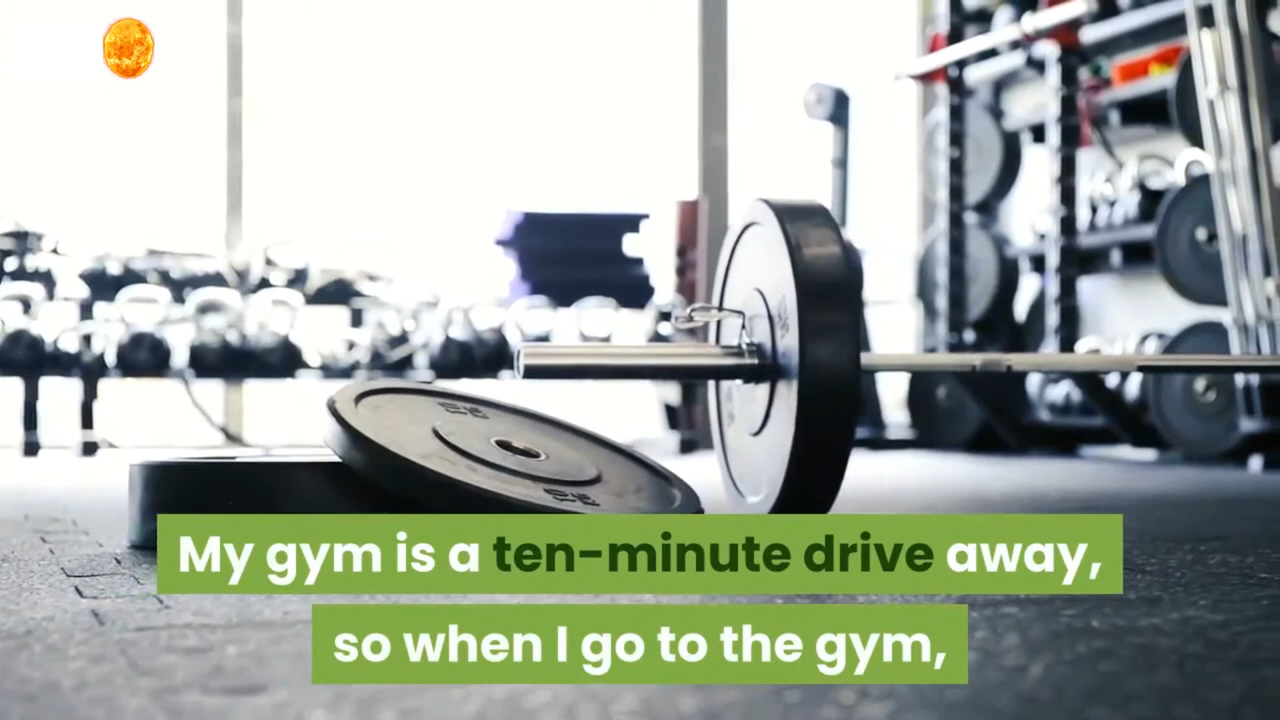 My gym is a ten-minute drive away,
so when I go to the gym,